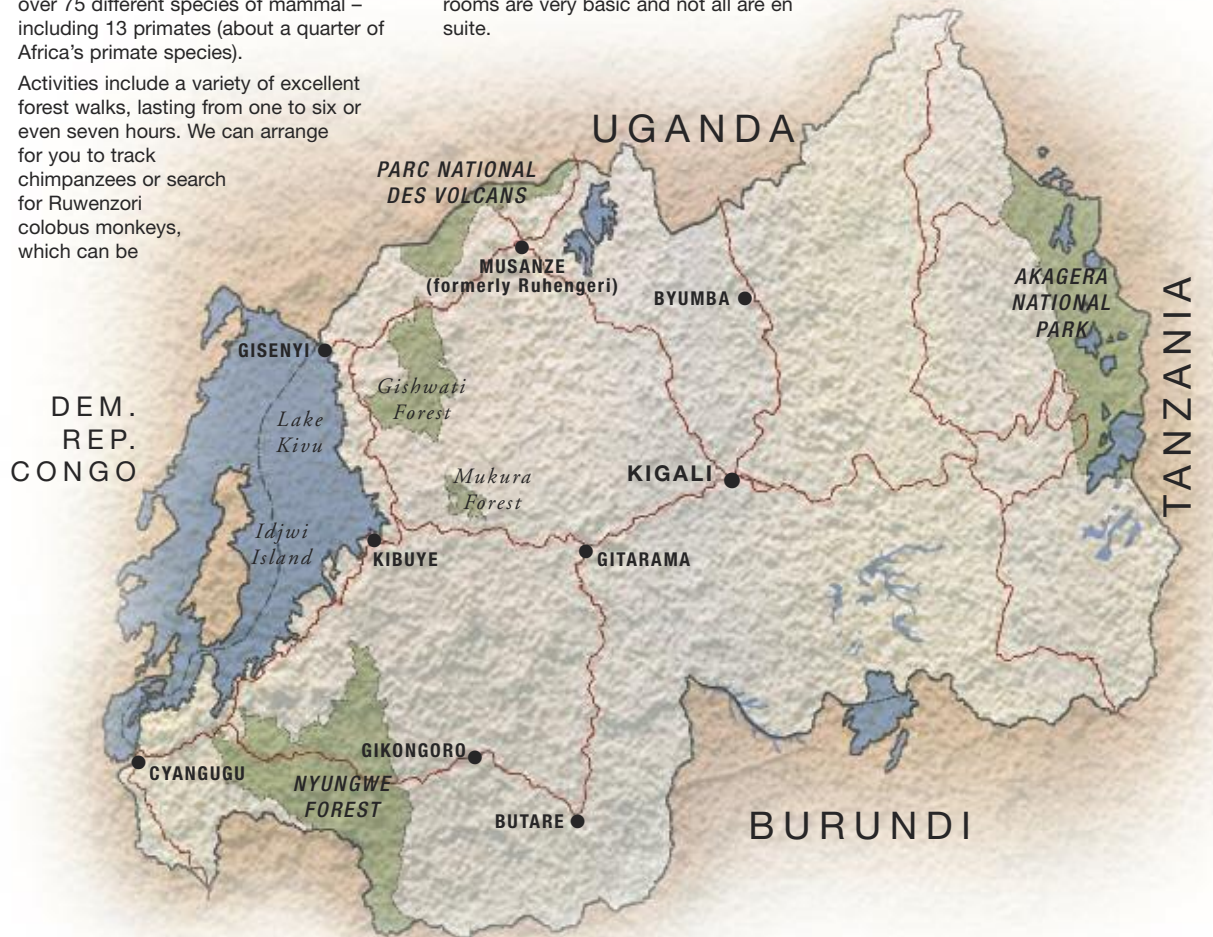 over 75 different species of mammal –
including 13 primates (about a quarter of
Africa's primate species).
Activities include a variety of excellent
forest walks, lasting from one to six or
even seven hours. We can arrange
for you to track
chimpanzees or search
for Ruwenzori
colobus monkeys,
which can be
rooms are very basic and not all are en
suite.
UGANDA
PARC NATIONAL
DES VOLCANS
MUSANZE
(formerly Ruhengeri)
BYUMBA
AKAGERA
NATIONAL
PARK
TANZANIA
GISENYI
Gishwati
Forest
DEM.
REP.
CONGO
Lake
Kivu
Mukura
Forest
KIGALI
Idjwi
Island
KIBUYE
GITARAMA
GIKONGORO
CYANGUGU
NYUNGWE
FOREST
BUTARE
BURUNDI